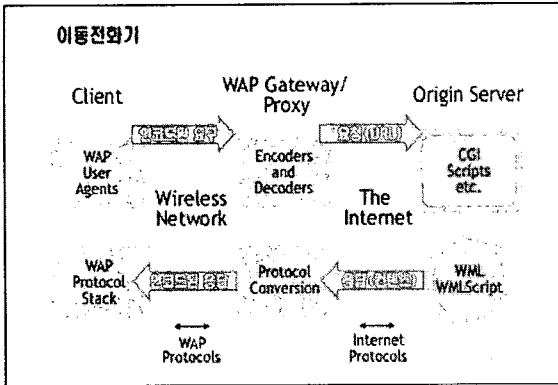 이동전화기
Client
WAP Gateway/
Proxy
Origin Server
WAP
User
Agents
Encoders
and
Decoders
CGI
Scripts
etc.
Wireless
Network
The
Internet
WAP
Protocol
Stack
Protocol
Conversion
WML
WMLScript
WAP
Protocols
Internet
Protocols